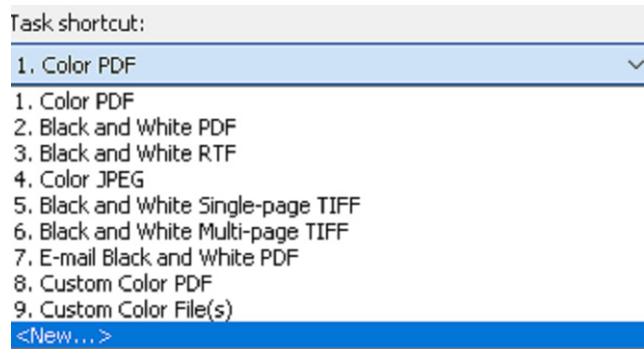 Task shortcut:
1. Color PDF
1. Color PDF
2. Black and White PDF
3. Black and White RTF
4. Color JPEG
5. Black and White Single-page TIFF
6. Black and White Multi-page TIFF
7. E-mail Black and White PDF
8. Custom Color PDF
9. Custom Color File(s)
<New...>